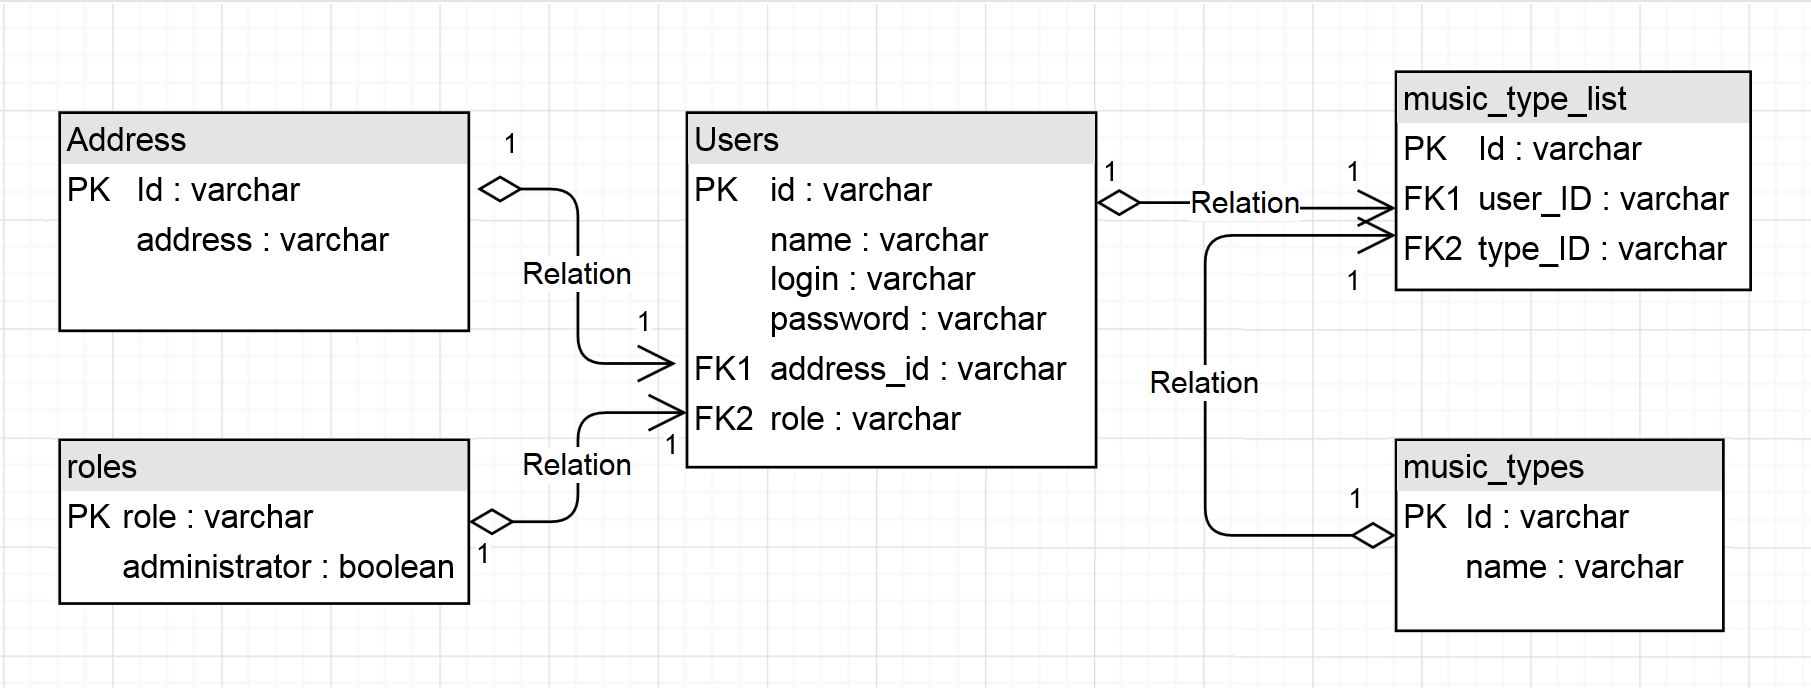 Address
PK Id : varchar
address : varchar
1
Relation
1
roles
PK role : varchar
administrator : boolean
1
Relation
1
Users
PK id : varchar
name : varchar
login : varchar
password : varchar
FK1 address_id : varchar
FK2 role : varchar
1
Relation
1
music_type_list
PK Id : varchar
FK1 user_ID : varchar
FK2 type_ID : varchar
1
Relation
1
music_types
PK Id : varchar
name : varchar